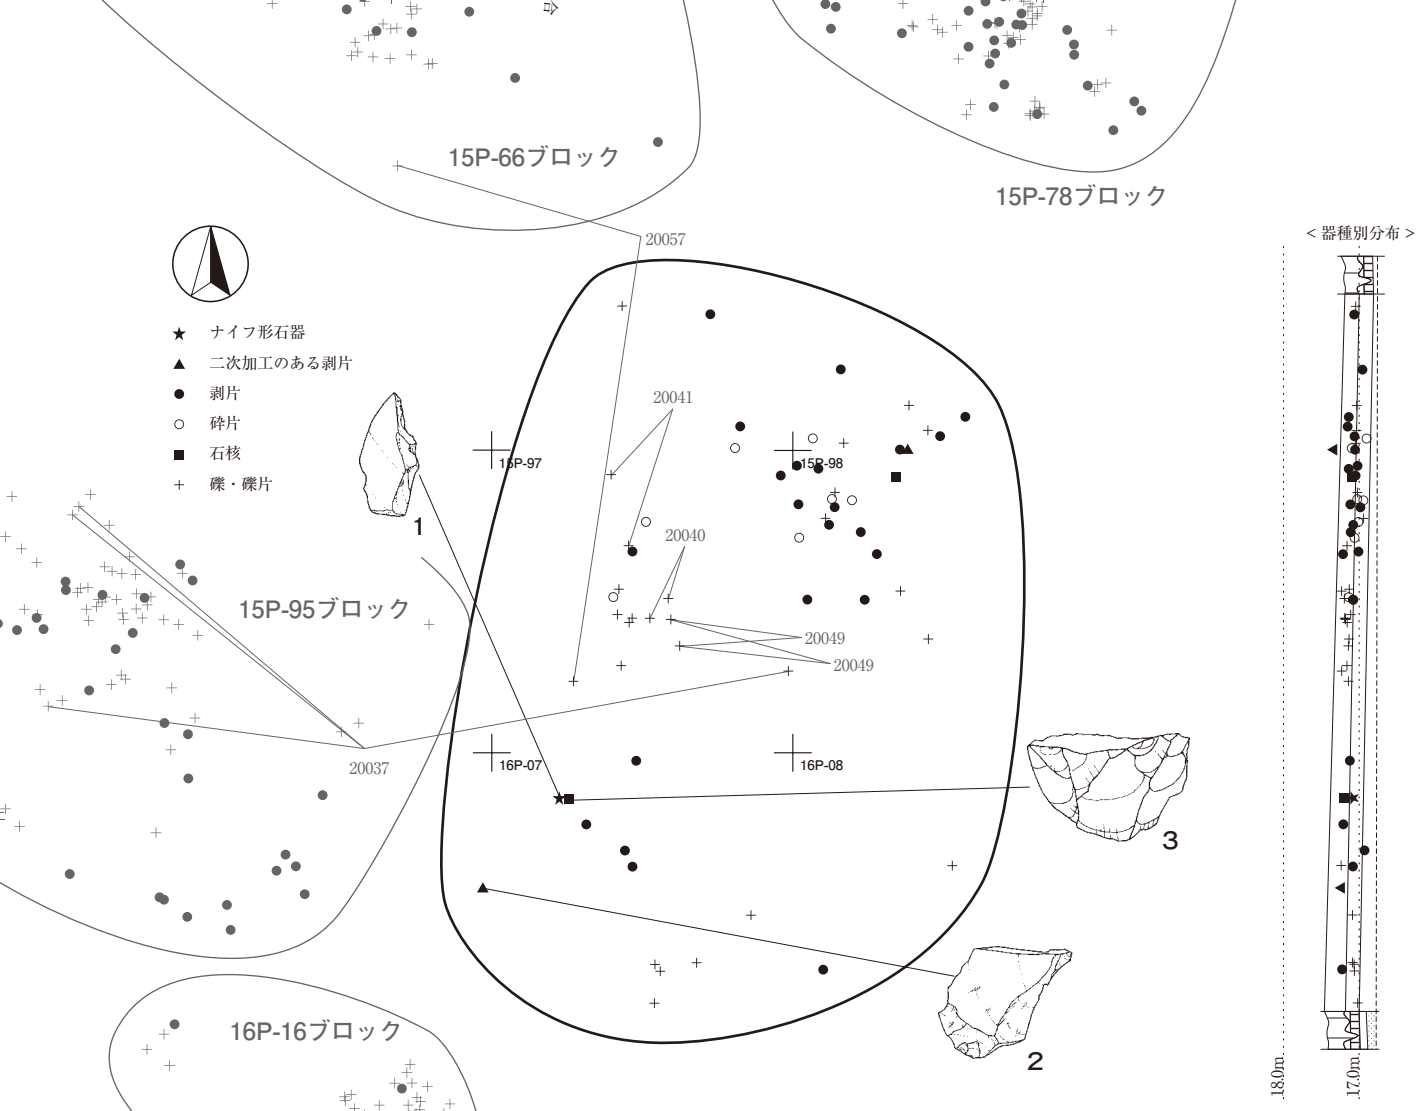 合
15P-66ブロック
15P-78ブロック
20057
＜器種別分布＞
ナイフ形石器
二次加工のある剥片
剥片
砕片
石核
礫・礫片
20041
15P-97
15P-98
1
20040
15P-95ブロック
20049
20049
20037
16P-07
16P-08
3
2
16P-16ブロック
18.0m
17.0m